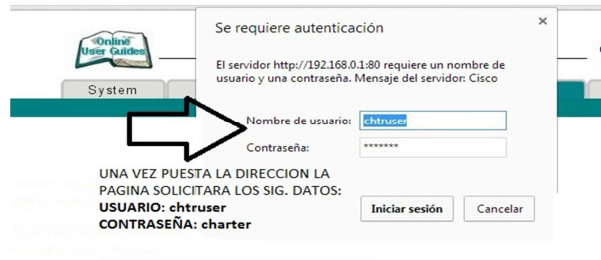 Online
User Guides
System
Se requiere autenticación
×
El servidor http://192.168.0.1:80 requiere un nombre de
usuario y una contraseña. Mensaje del servidor: Cisco
Nombre de usuario: chtruser
Contraseña: *******
UNA VEZ PUESTA LA DIRECCION LA
PAGINA SOLICITARA LOS SIG. DATOS:
USUARIO: chtruser
CONTRASEÑA: charter
Iniciar sesión Cancelar